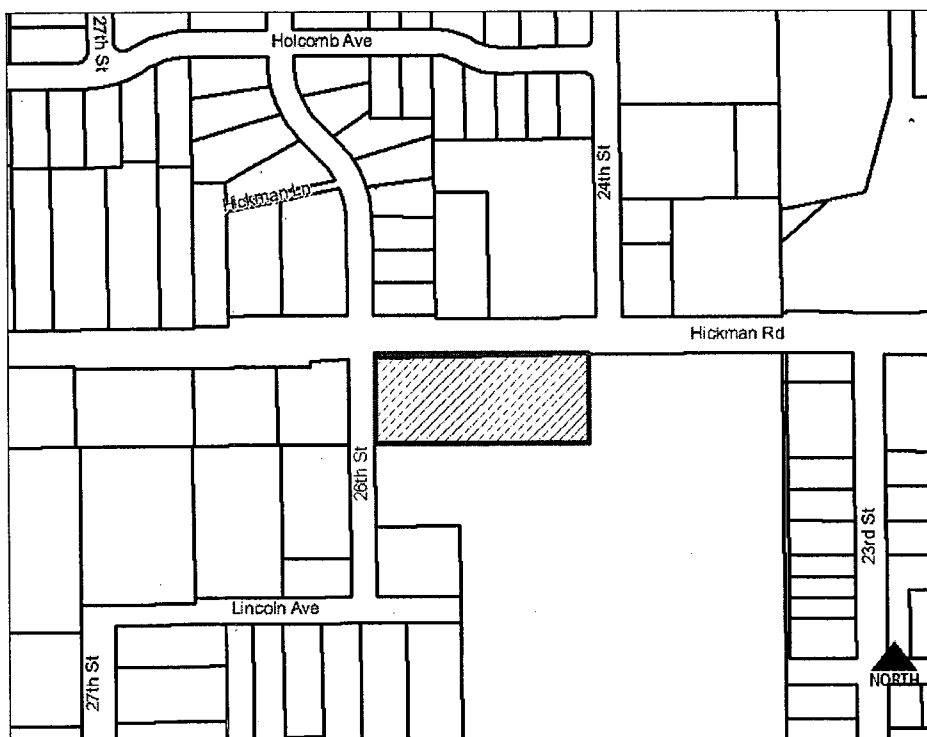 27th St
Holcomb Ave
24th St
Hickman Ln
Hickman Rd
26th St
23rd St
Lincoln Ave
27th St
NORTH